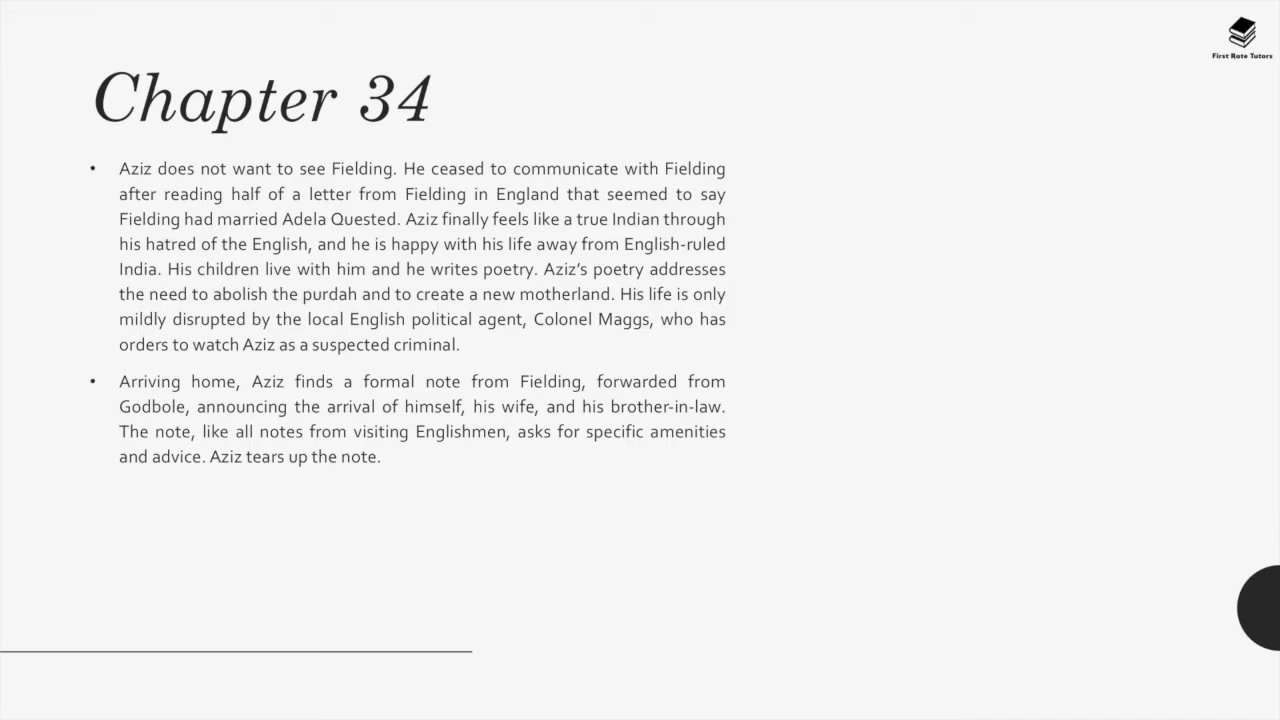 First Rate Tutors
Chapter 34
• Aziz does not want to see Fielding. He ceased to communicate with Fielding
after reading half of a letter from Fielding in England that seemed to say
Fielding had married Adela Quested. Aziz finally feels like a true Indian through
his hatred of the English, and he is happy with his life away from English-ruled
India. His children live with him and he writes poetry. Aziz’s poetry addresses
the need to abolish the purdah and to create a new motherland. His life is only
mildly disrupted by the local English political agent, Colonel Maggs, who has
orders to watch Aziz as a suspected criminal.
• Arriving home, Aziz finds a formal note from Fielding, forwarded from
Godbole, announcing the arrival of himself, his wife, and his brother-in-law.
The note, like all notes from visiting Englishmen, asks for specific amenities
and advice. Aziz tears up the note.